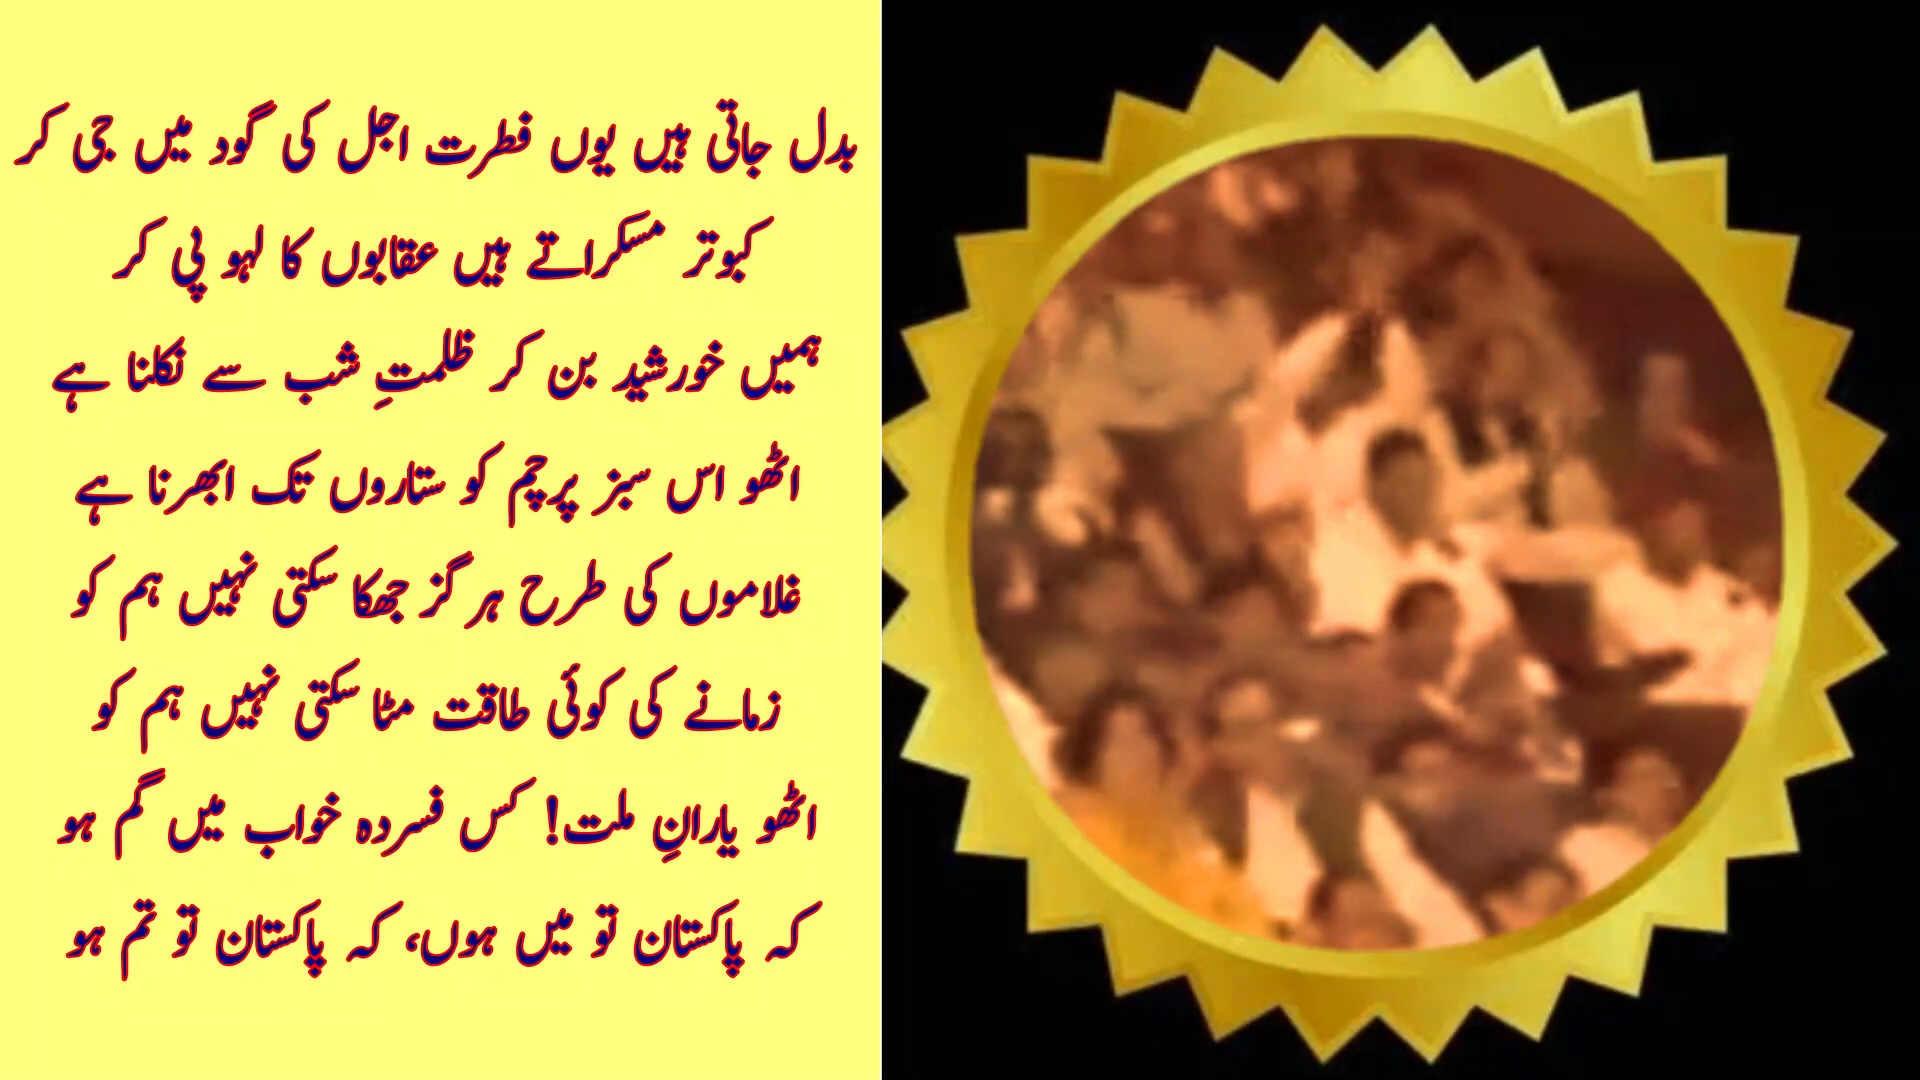 بدل جاتی ہیں یوں فطرت اجل کی گود میں جی کر
کبوتر مسکراتے ہیں عقابوں کا لہو پی کر
ہمیں خورشید بن کر ظلمتِ شب سے نکلنا ہے
اٹھو اس سبز پرچم کو ستاروں تک ابھرنا ہے
غلاموں کی طرح ہرگز جھکا سکتی نہیں ہم کو
زمانے کی کوئی طاقت مٹا سکتی نہیں ہم کو
اٹھو یارانِ ملت! کس فسردہ خواب میں گم ہو
کہ پاکستان تو میں ہوں، کہ پاکستان تو تم ہو